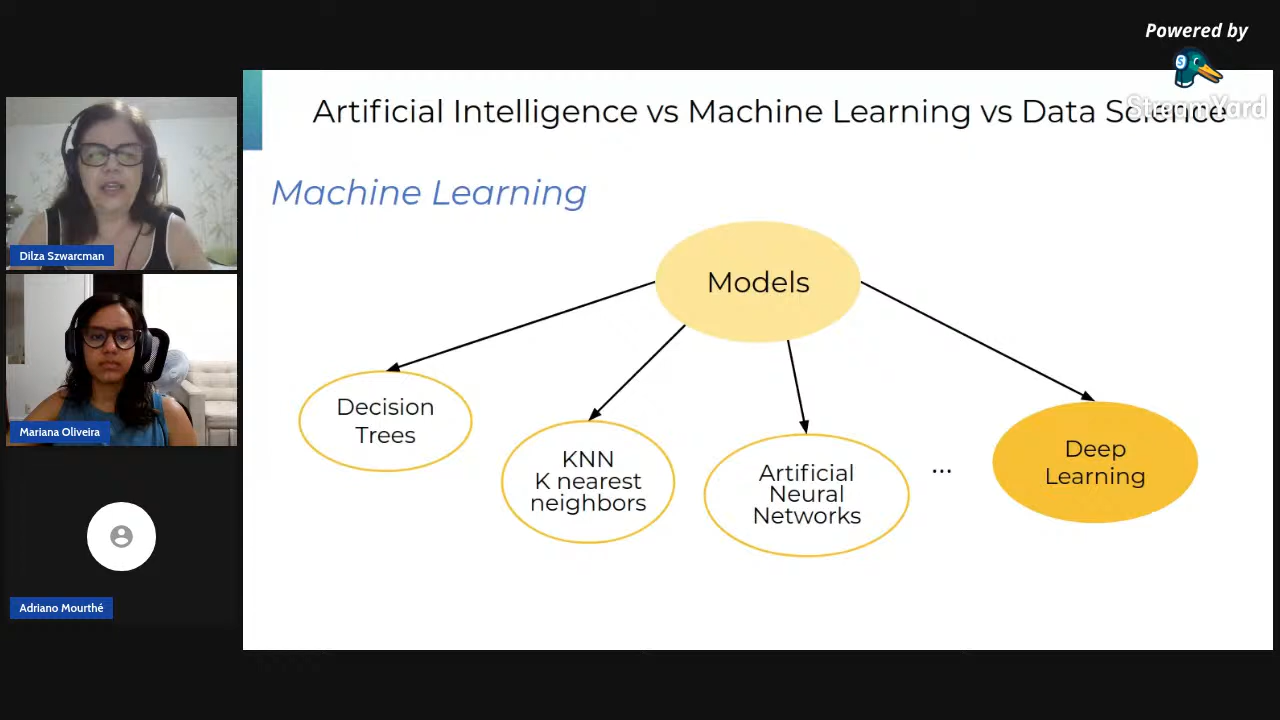 Powered by
StreamYard
Artificial Intelligence vs Machine Learning vs Data Science
Machine Learning
Models
Decision
Trees
KNN
K nearest
neighbors
Artificial
Neural
Networks
...
Deep
Learning
Dilza Szwarcman
Mariana Oliveira
Adriano Mourthé